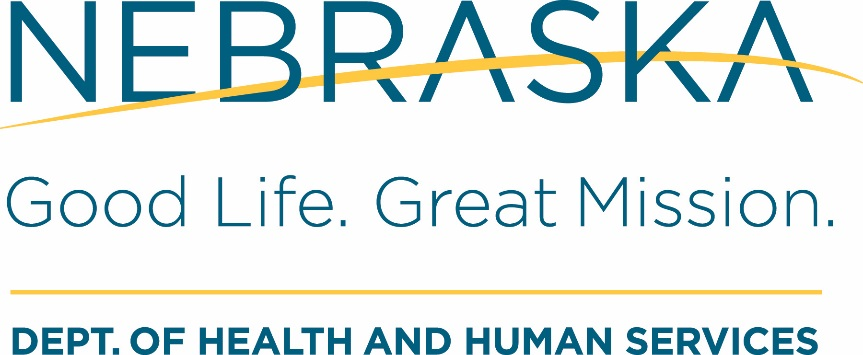 NEBRASKA
Good Life. Great Mission.
DEPT. OF HEALTH AND HUMAN SERVICES